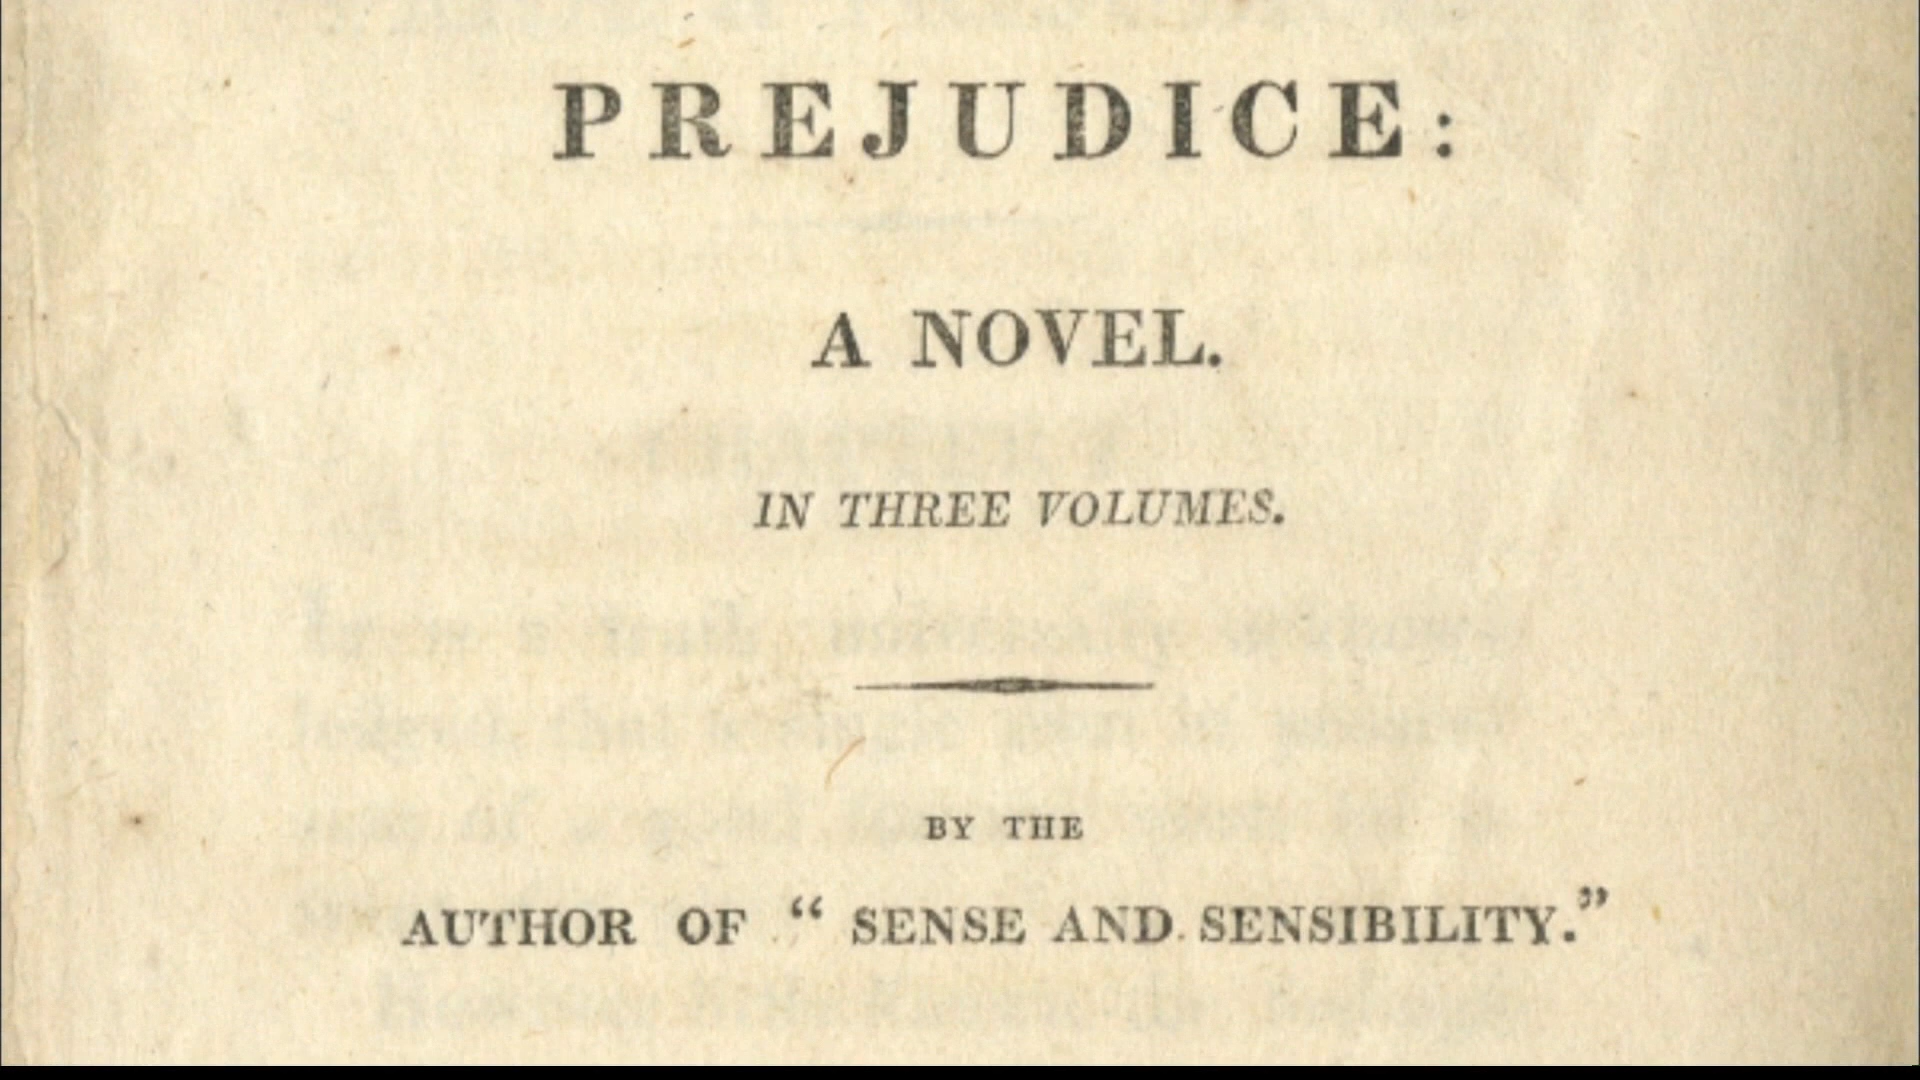 PREJUDICE:
A NOVEL.
IN THREE VOLUMES.
BY THE
AUTHOR OF “ SENSE AND SENSIBILITY.”